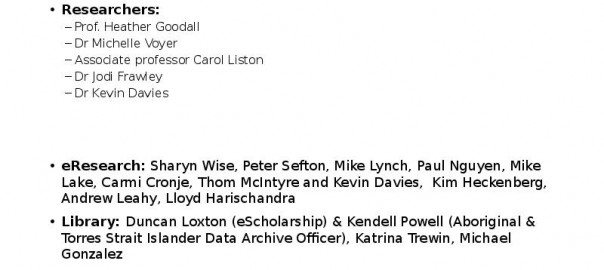 • Researchers:
– Prof. Heather Goodall
– Dr Michelle Voyer
– Associate professor Carol Liston
– Dr Jodi Frawley
– Dr Kevin Davies
• eResearch: Sharyn Wise, Peter Sefton, Mike Lynch, Paul Nguyen, Mike
Lake, Carmi Cronje, Thom McIntyre and Kevin Davies,  Kim Heckenberg,
Andrew Leahy, Lloyd Harischandra
• Library: Duncan Loxton (eScholarship) & Kendell Powell (Aboriginal &
Torres Strait Islander Data Archive Officer), Katrina Trewin, Michael
Gonzalez